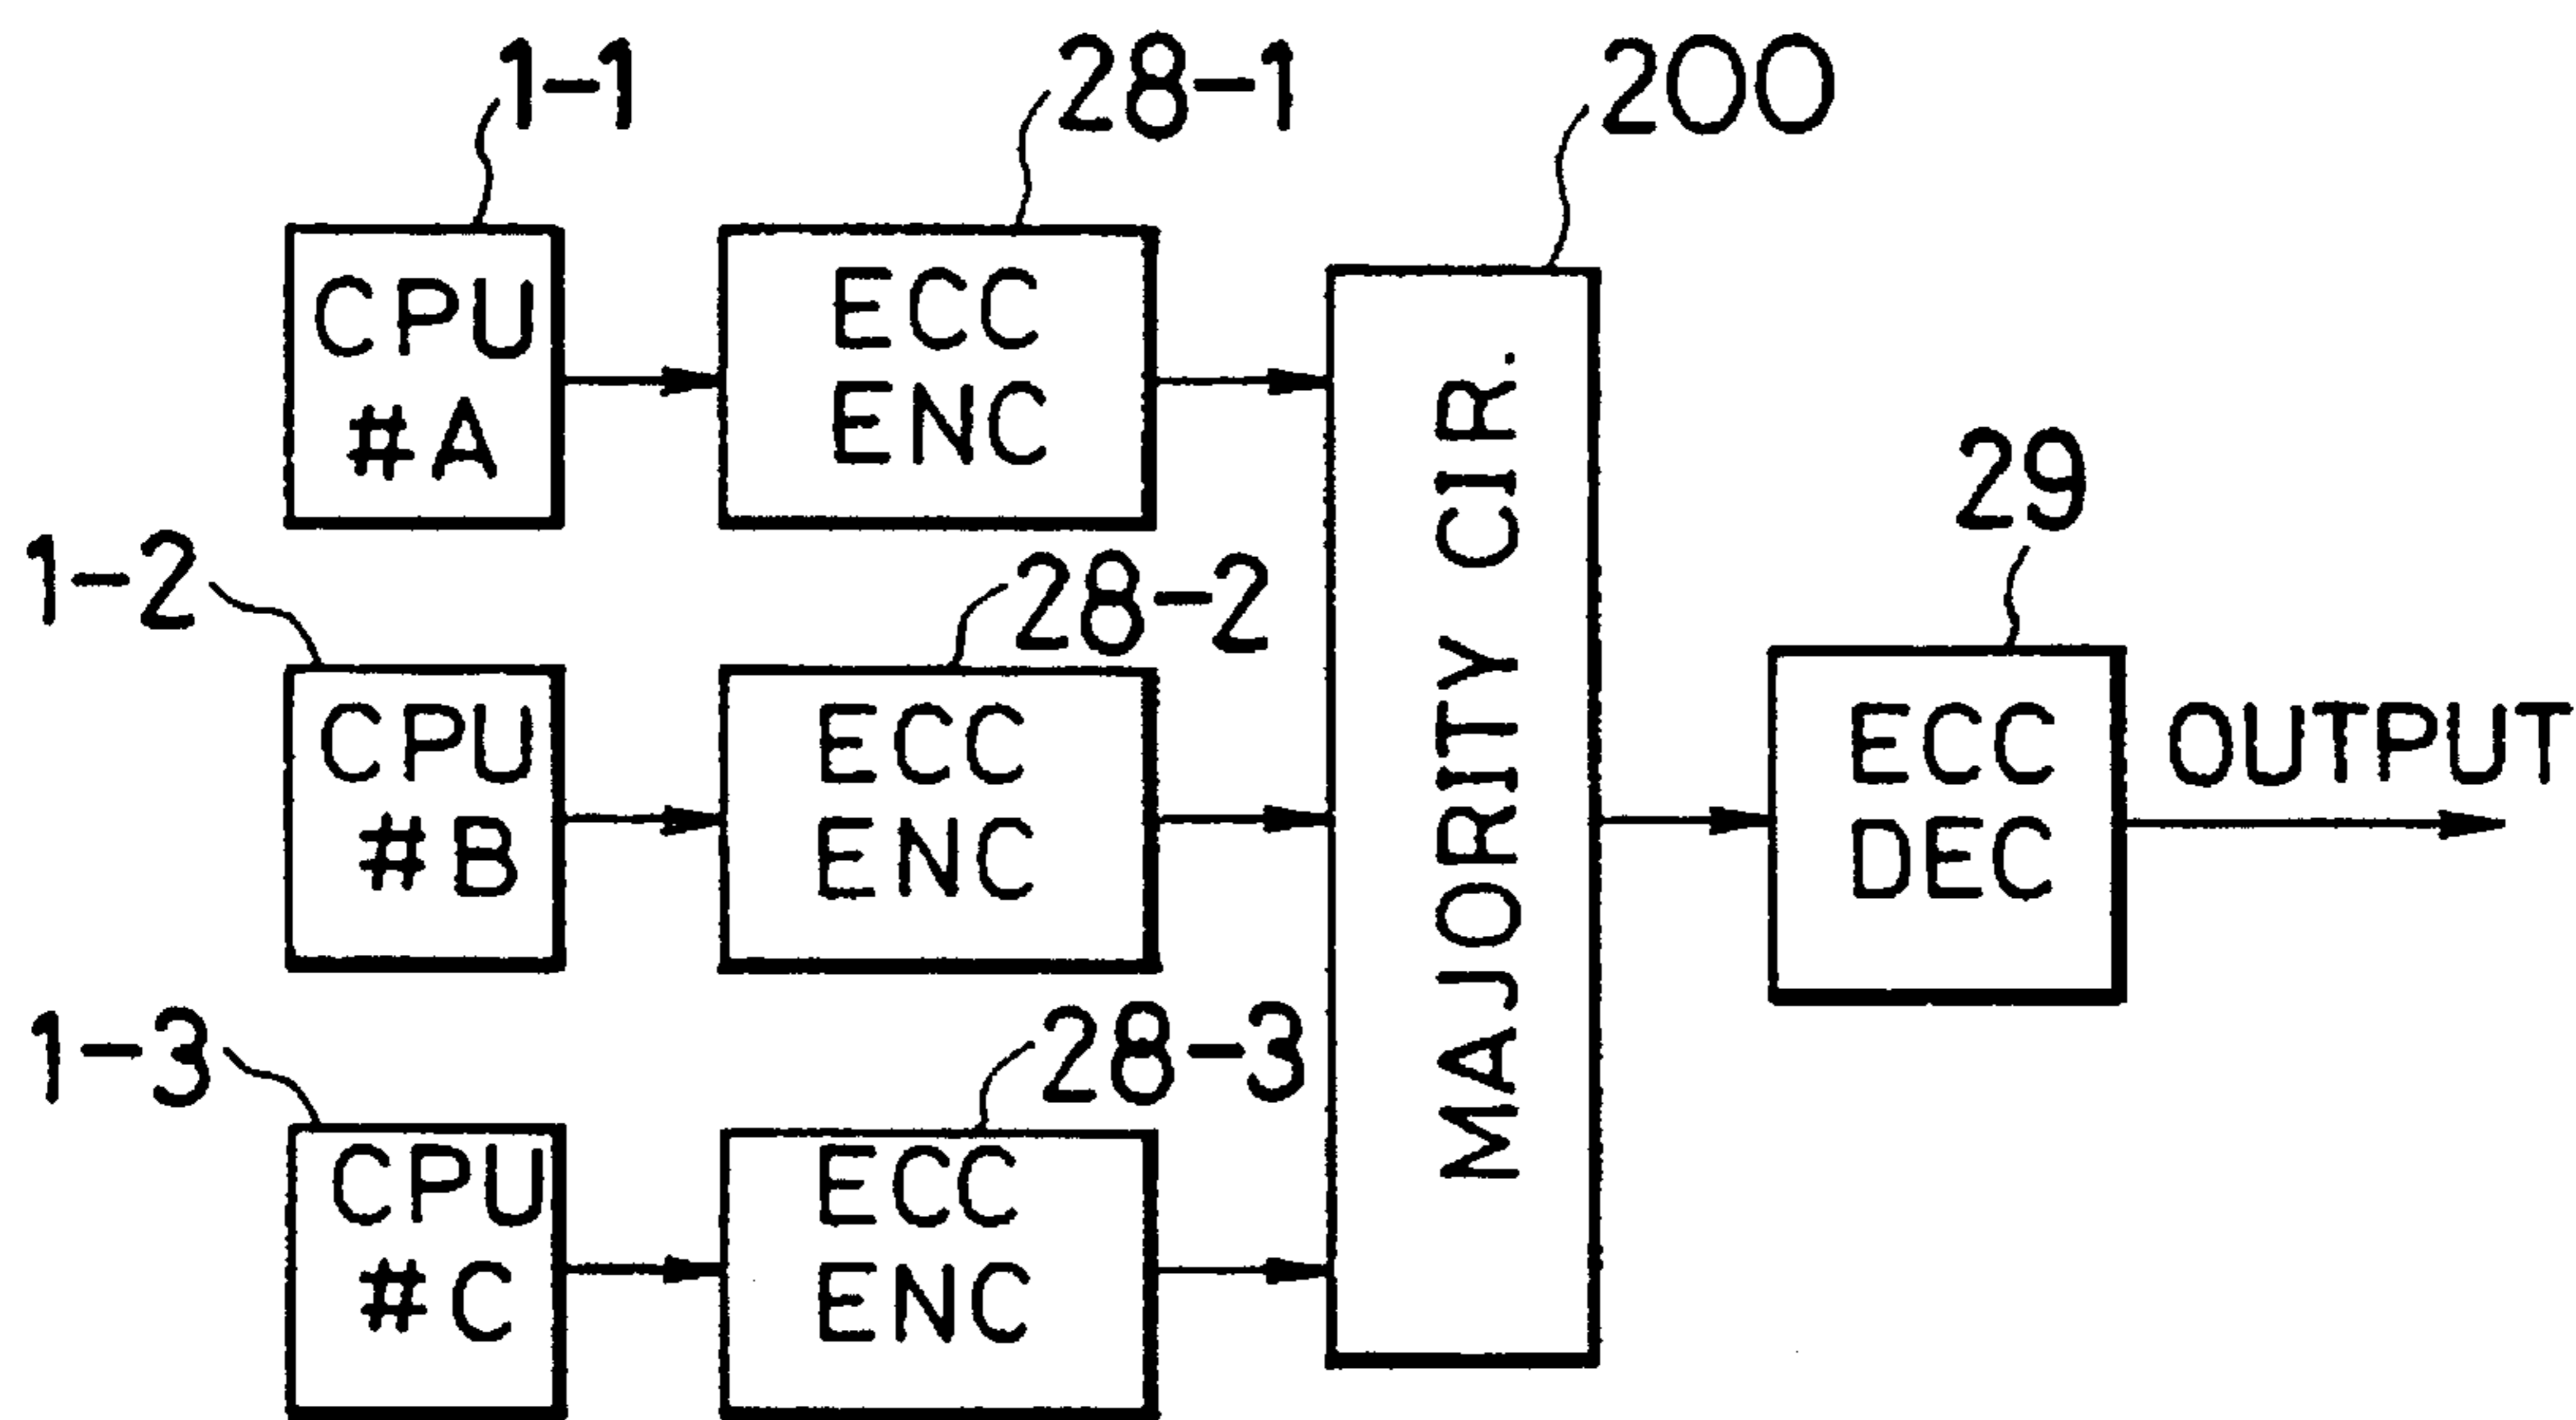 1-1
28-1
200
CPU
#A
ECC
ENC
1-2
28-2
CPU
#B
ECC
ENC
1-3
28-3
CPU
#C
ECC
ENC
MAJORITY CIR.
29
ECC
DEC
OUTPUT